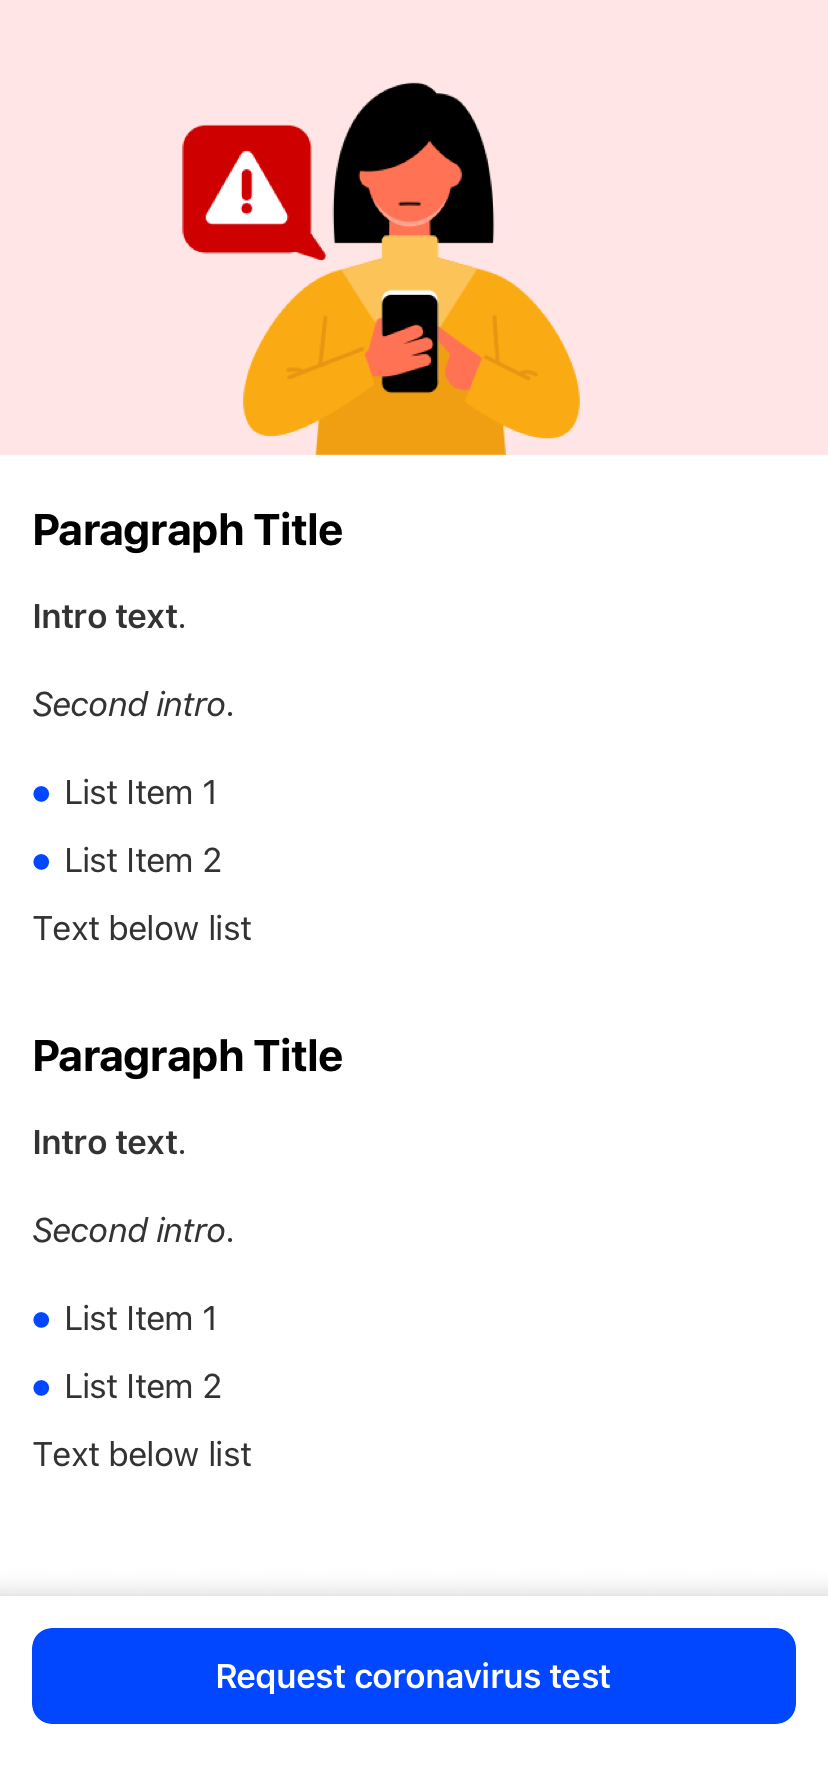 Paragraph Title
Intro text.
Second intro.
List Item 1
List Item 2
Text below list
Paragraph Title
Intro text.
Second intro.
List Item 1
List Item 2
Text below list
Request coronavirus test